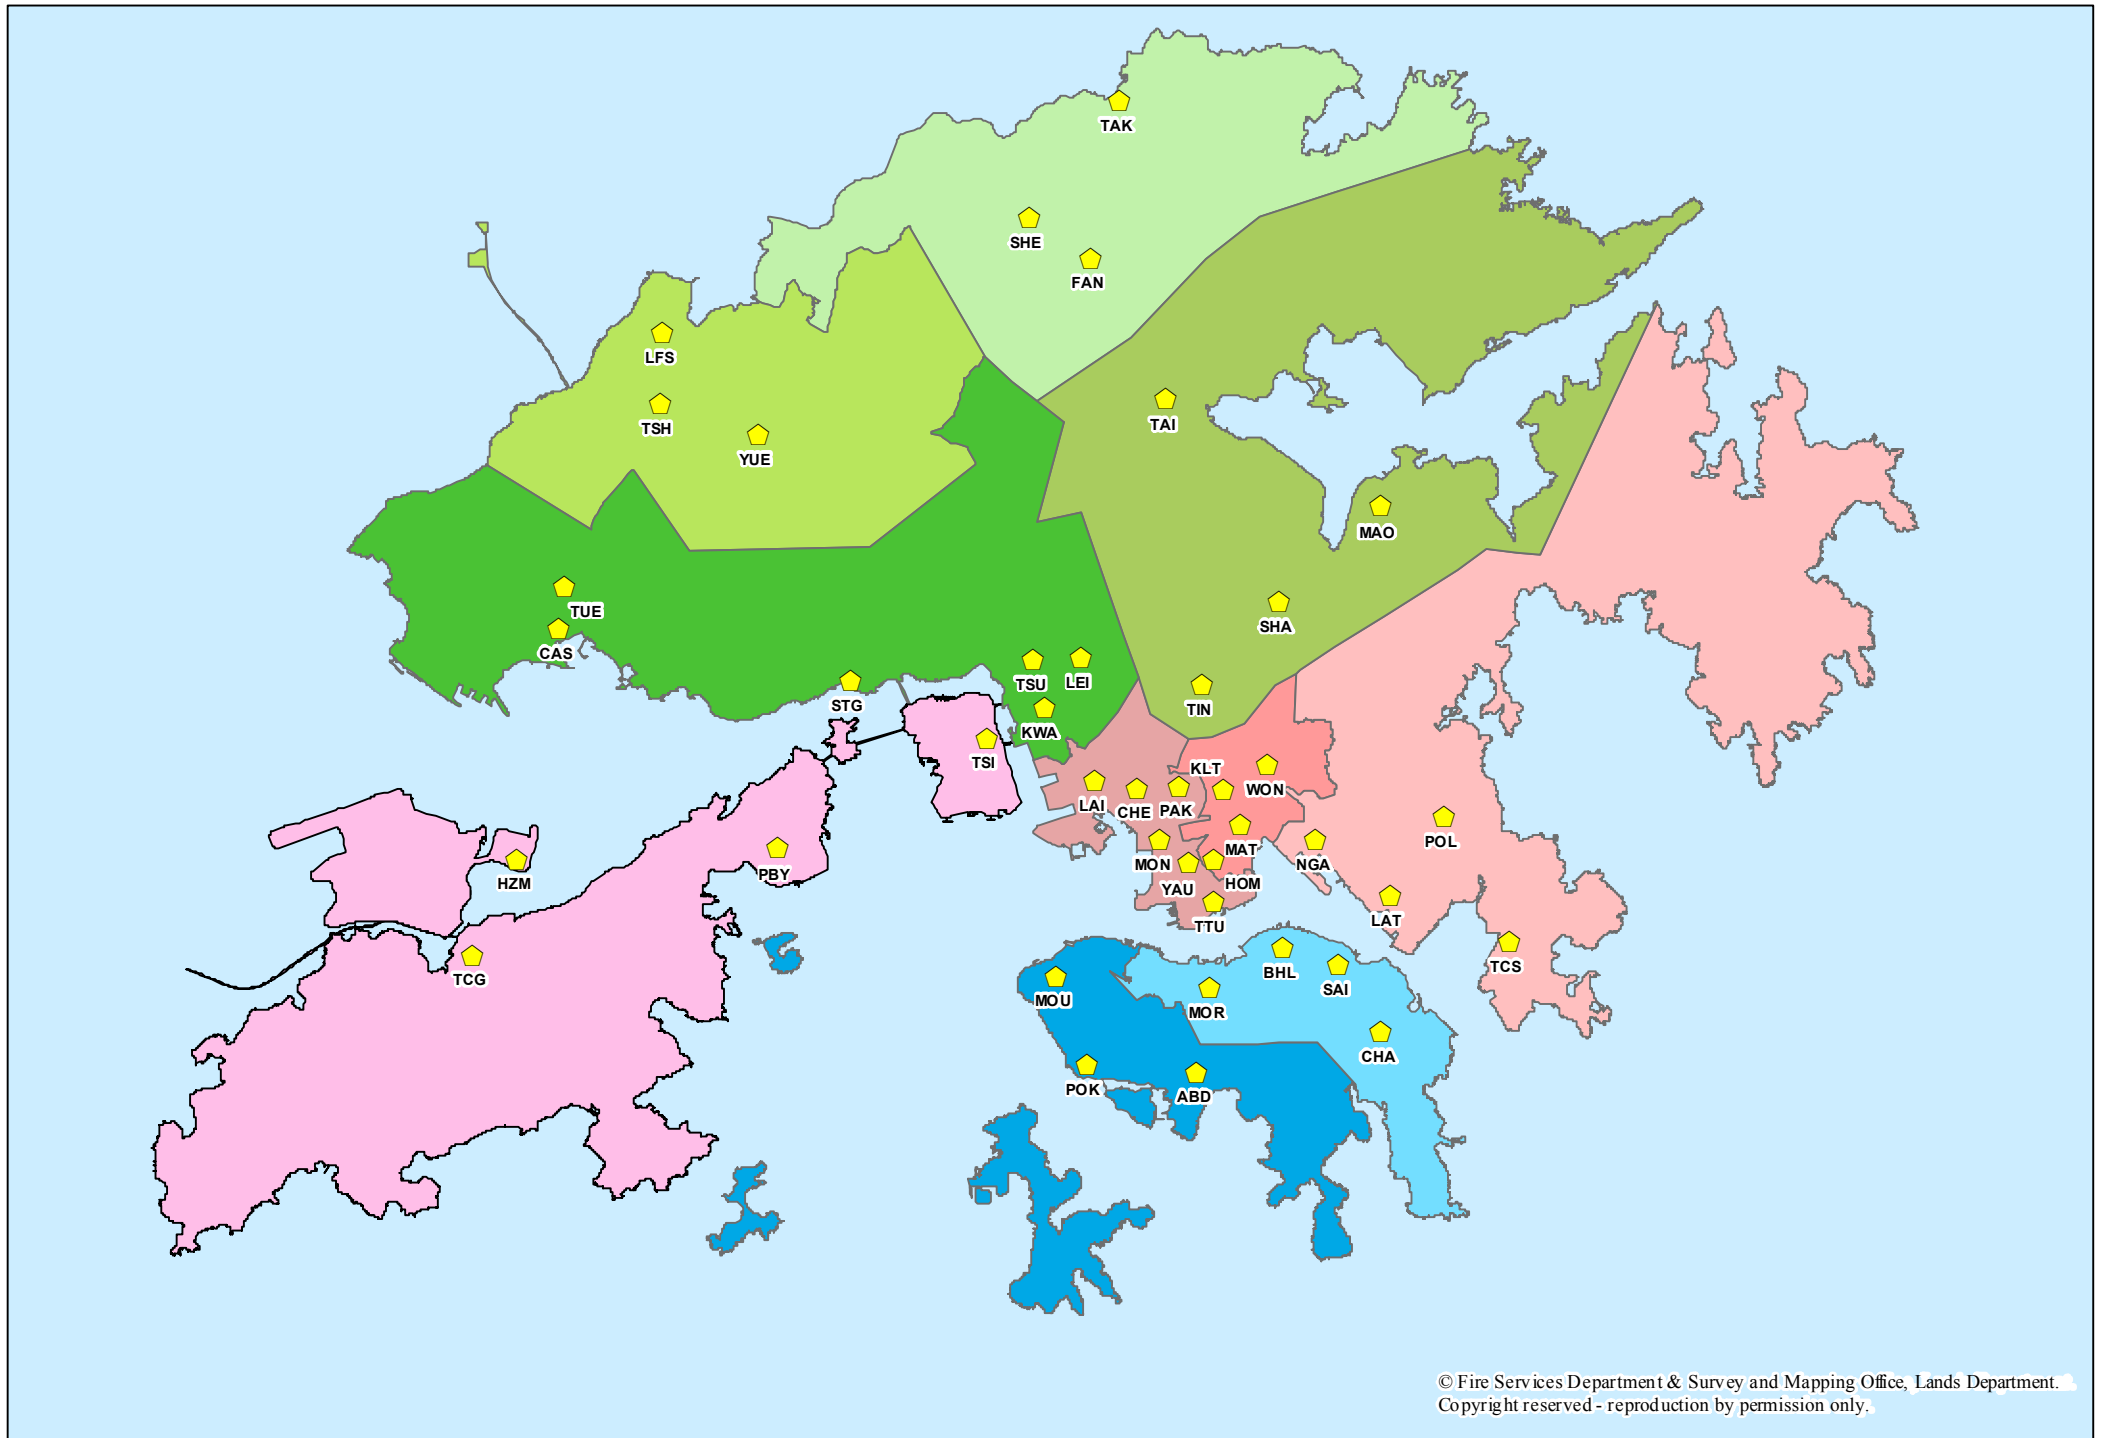 TAK
SHE
FAN
LFS
TAI
TSH
YUE
MAO
TUE
SHA
CAS
TSU
LEI
STG
TIN
KWA
TSI
KLT
WON
LAI
CHE
PAK
POL
MAT
MON
NGA
PBY
HZM
YAU
HOM
LAT
TTU
TCS
BHL
TCG
SAI
MOU
MOR
CHA
POK
ABD
© Fire Services Department & Survey and Mapping Office, Lands Department.
Copyright reserved - reproduction by permission only.